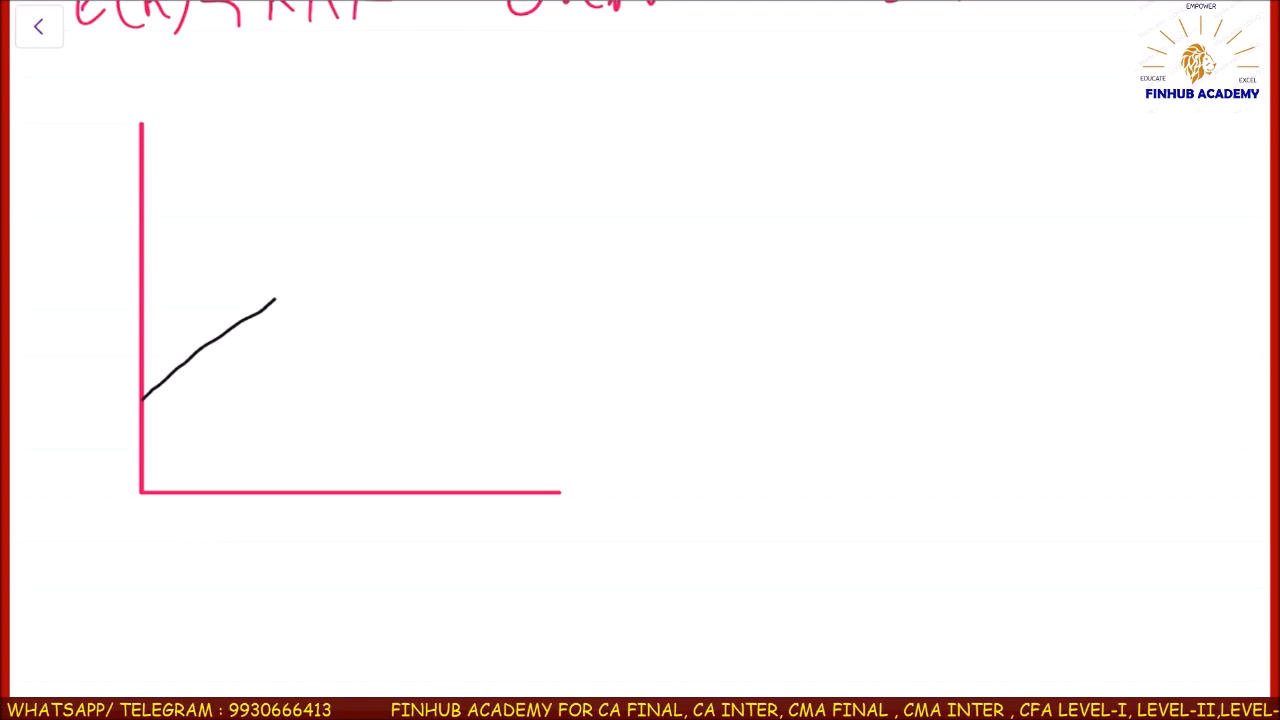 EMPOWER
EDUCATE
EXCEL
FINHUB ACADEMY
WHATSAPP/ TELEGRAM : 9930666413 FINHUB ACADEMY FOR CA FINAL, CA INTER, CMA FINAL , CMA INTER , CFA LEVEL-I, LEVEL-II,LEVEL-